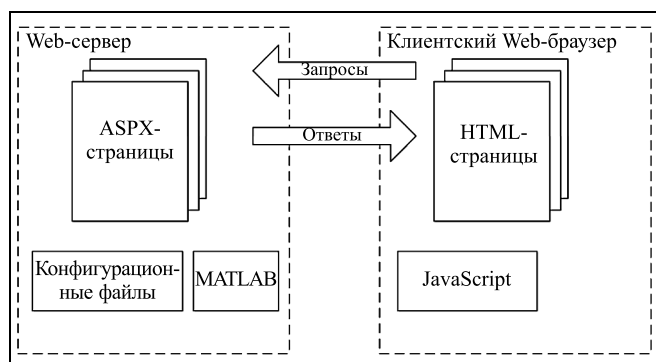 Web-сервер
ASPX-
страницы
Конфигурацион-
ные файлы
MATLAB
Запросы
Ответы
Клиентский Web-браузер
HTML-
страницы
JavaScript